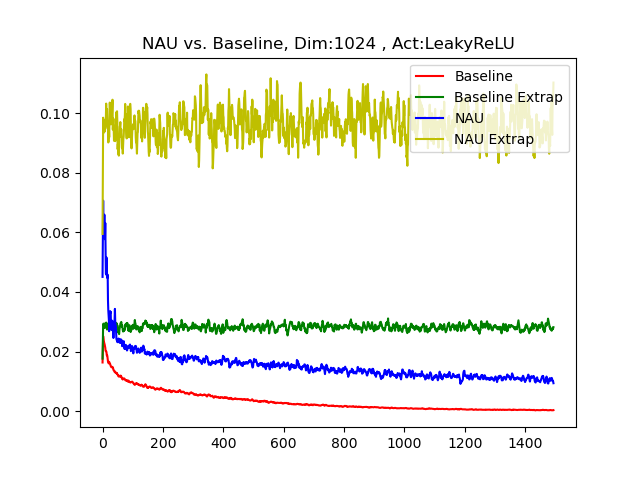 NAU vs. Baseline, Dim:1024 , Act:LeakyReLU
Baseline
Baseline Extrap
NAU
NAU Extrap
0.10
0.08
0.06
0.04
0.02
0.00
0 200 400 600 800 1000 1200 1400